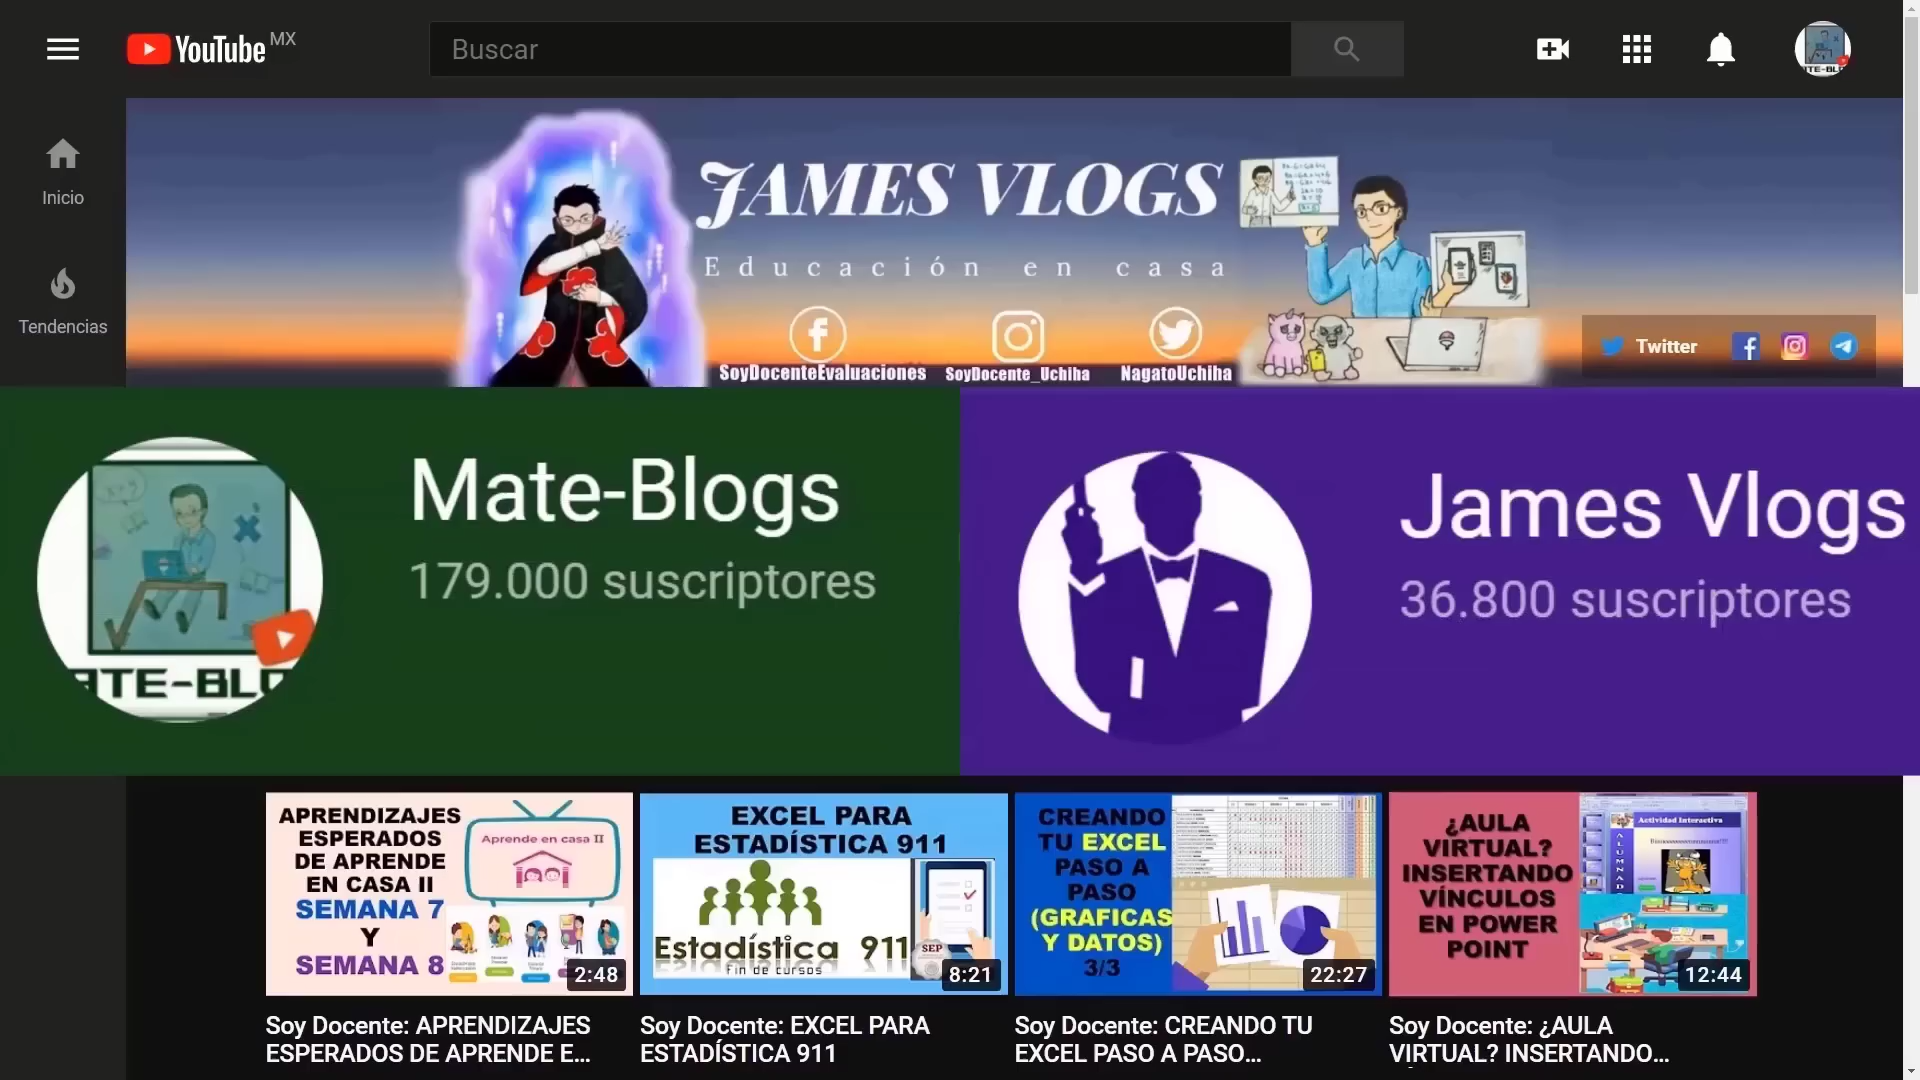 YouTube MX
Buscar
Inicio
Tendencias
JAMES VLOGS
Educación en casa
SoyDocenteEvaluaciones
SoyDocente_Uchiha
NagatoUchiha
Twitter
Mate-Blogs
179.000 suscriptores
ATE-BLO
James Vlogs
36.800 suscriptores
APRENDIZAJES
ESPERADOS
DE APRENDE
EN CASA II
SEMANA 7
Y
SEMANA 8
Aprende en casa II
2:48
EXCEL PARA
ESTADÍSTICA 911
Estadística 911
fin de cursos
SEP
8:21
CREANDO
TU EXCEL
PASO A
PASO
(GRAFICAS
Y DATOS)
3/3
22:27
¿AULA
VIRTUAL?
INSERTANDO
VÍNCULOS
EN POWER
POINT
Actividad Interactiva
ALUMNAD
12:44
Soy Docente: APRENDIZAJES
ESPERADOS DE APRENDE E...
Soy Docente: EXCEL PARA
ESTADÍSTICA 911
Soy Docente: CREANDO TU
EXCEL PASO A PASO...
Soy Docente: ¿AULA
VIRTUAL? INSERTANDO...